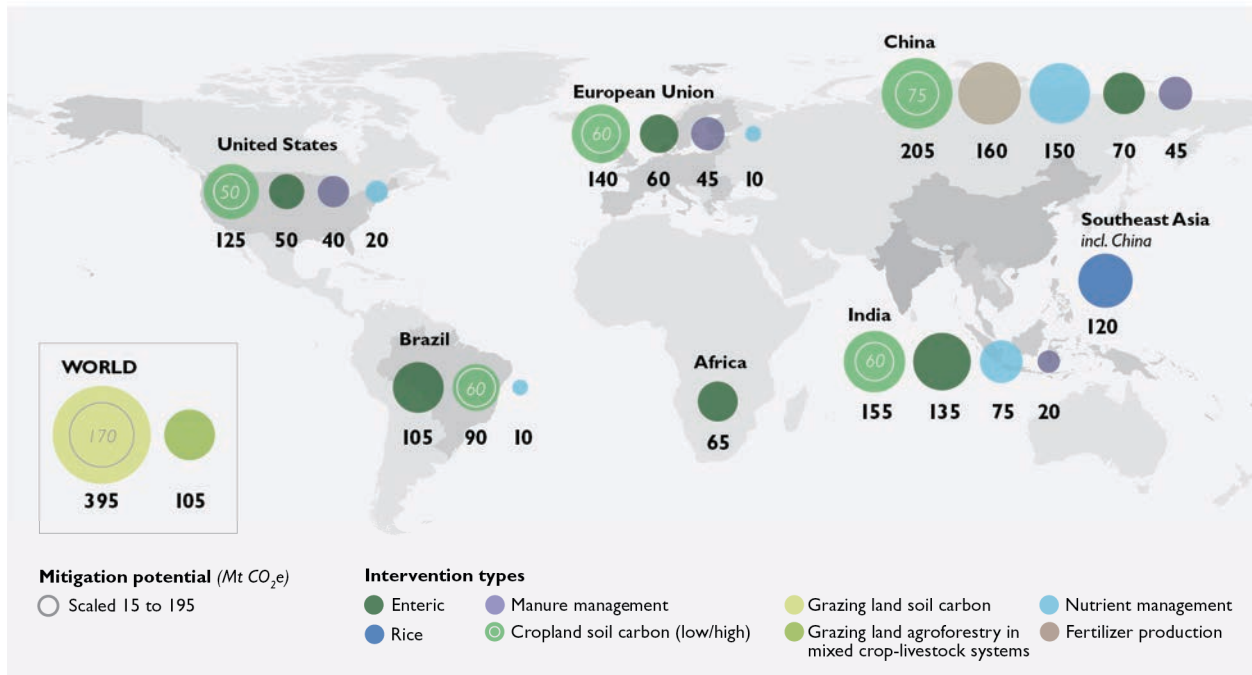 China
75
205 160 150 70 45
European Union
60
140 60 45 10
United States
50
125 50 40 20
Southeast Asia
incl. China
120
India
60
155 135 75 20
Brazil
60
105 90 10
Africa
65
WORLD
170
395 105
Mitigation potential (Mt CO₂e)
Scaled 15 to 195
Intervention types
Enteric
Rice
Manure management
Cropland soil carbon (low/high)
Grazing land soil carbon
Grazing land agroforestry in
mixed crop-livestock systems
Nutrient management
Fertilizer production